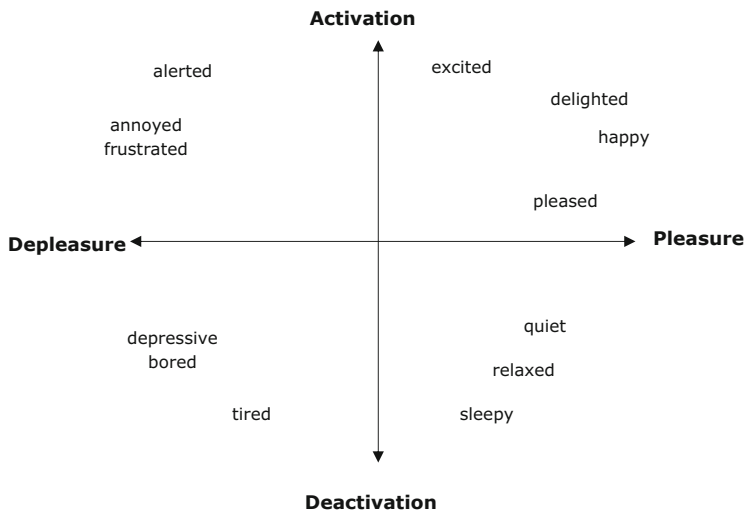 Activation
alerted
excited
delighted
annoyed
frustrated
happy
pleased
Depleasure
Pleasure
quiet
depressive
bored
relaxed
tired
sleepy
Deactivation